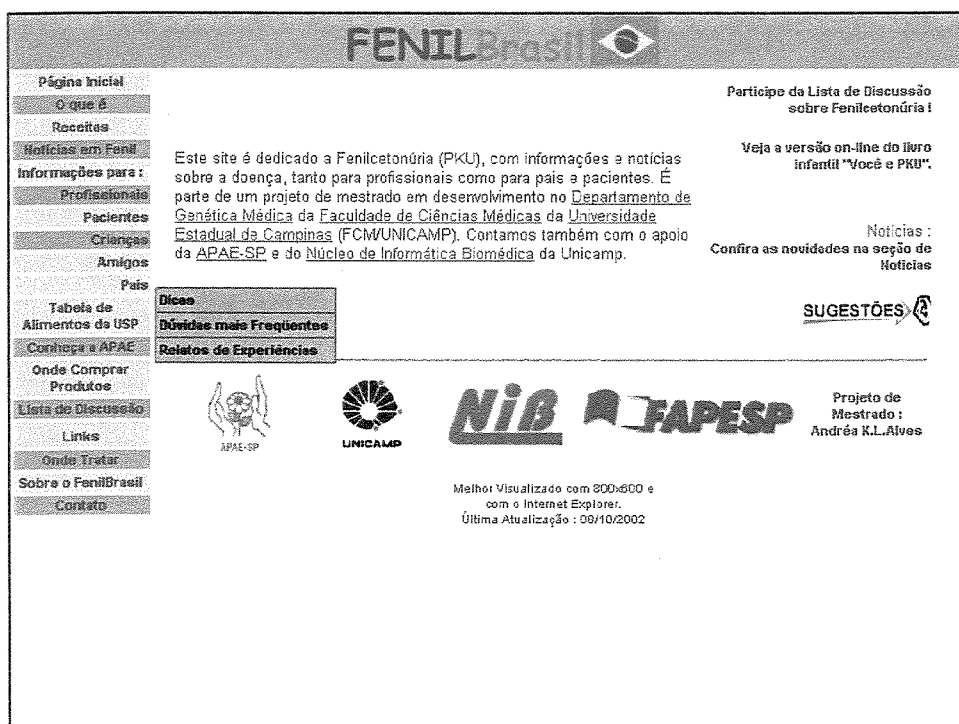 FENILBrasil
Página Inicial
O que é
Receitas
Notícias em Fenil
Informações para :
Profissionais
Pacientes
Crianças
Amigos
Pais
Tabela de
Alimentos da USP
Conheça a APAE
Onde Comprar
Produtos
Lista de Discussão
Links
Onde Tratar
Sobre o FenilBrasil
Contato
Este site é dedicado a Fenilcetonúria (PKU), com informações e notícias
sobre a doença, tanto para profissionais como para pais e pacientes. É
parte de um projeto de mestrado em desenvolvimento no Departamento de
Genética Médica da Faculdade de Ciências Médicas da Universidade
Estadual de Campinas (FCM/UNICAMP). Contamos também com o apoio
da APAE-SP e do Núcleo de Informática Biomédica da Unicamp.
Dicas
Dúvidas mais Freqüentes
Relatos de Experiências
Participe da Lista de Discussão
sobre Fenilcetonúria !
Veja a versão on-line do livro
infantil "Você e PKU".
Notícias :
Confira as novidades na seção de
Notícias
SUGESTÕES
APAE-SP
UNICAMP
NIB
FAPESP
Projeto de
Mestrado :
Andréa K.L.Alves
Melhor Visualizado com 800x600 e
com o Internet Explorer.
Última Atualização : 08/10/2002